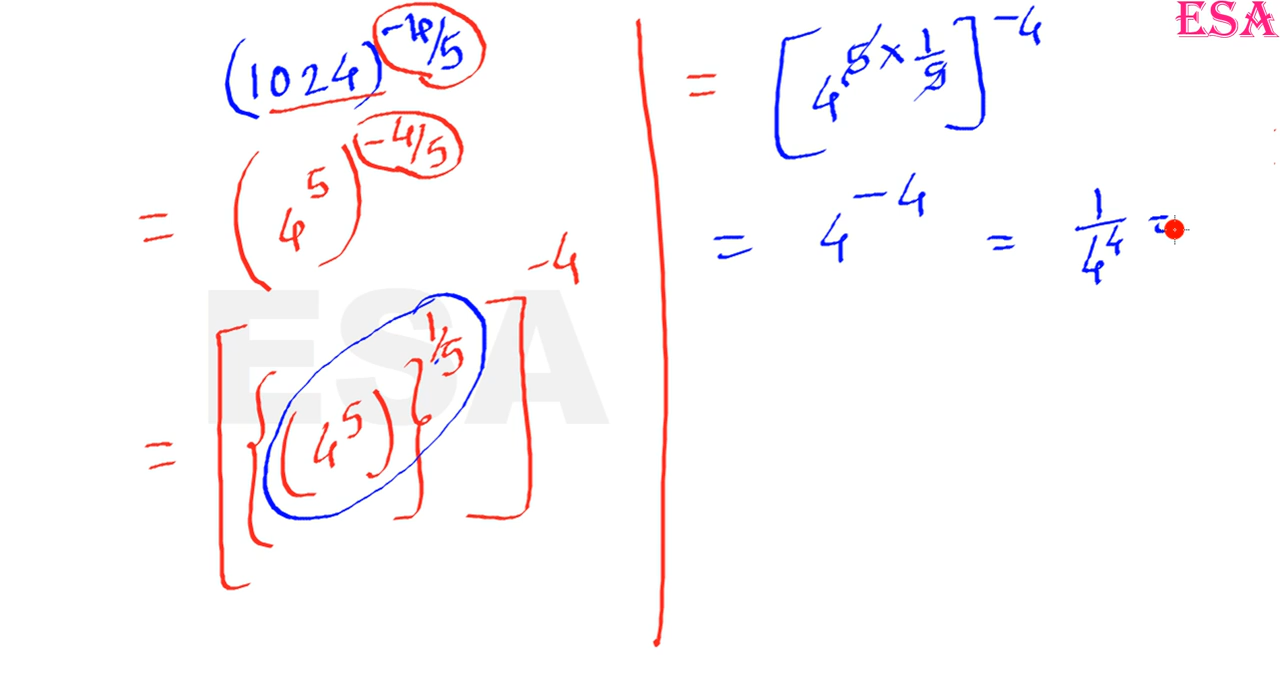 ESA
(1024)^-4/5
= (4^5)^-4/5
= [{(4^5)}^1/5]^-4
= [4^5×1/5]^-4
= 4^-4 = 1/4^4 =
ESA